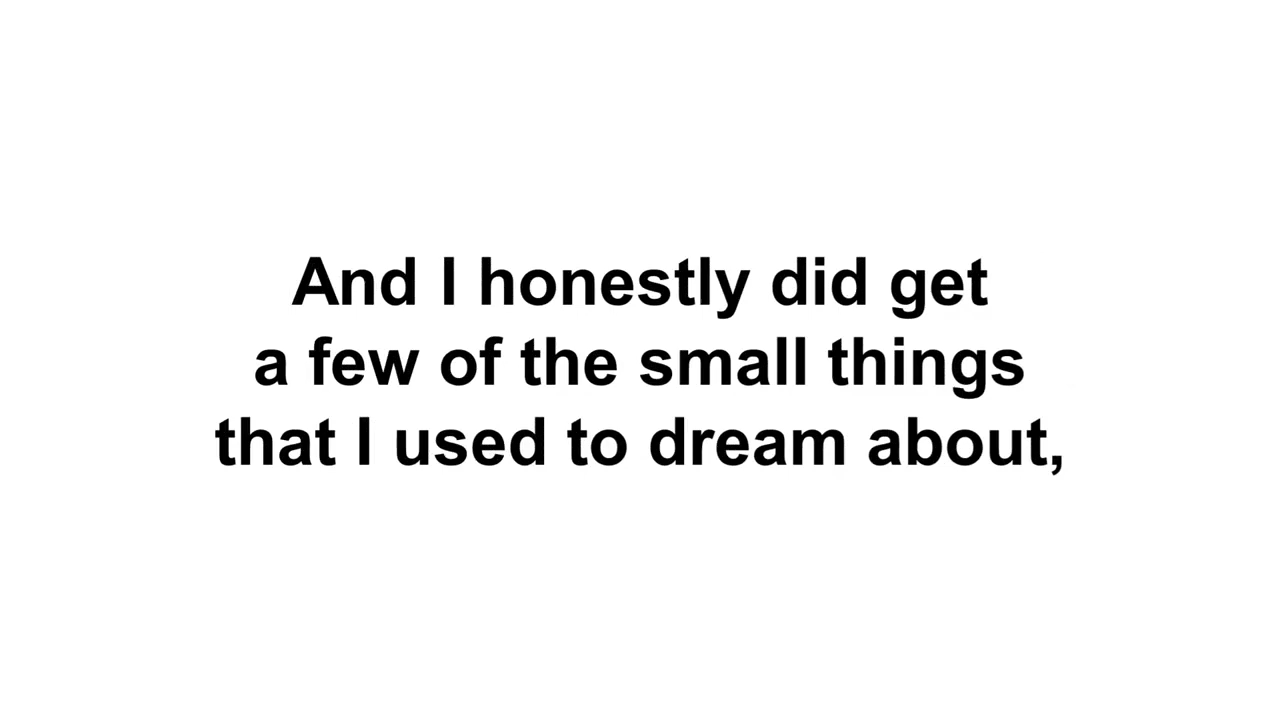 And I honestly did get
a few of the small things
that I used to dream about,